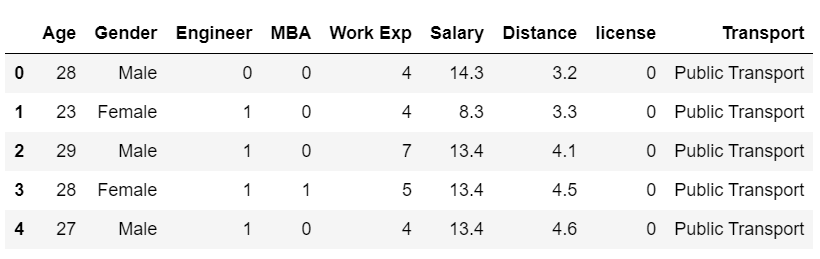 Age Gender Engineer MBA Work Exp Salary Distance license Transport
0 28 Male 0 0 4 14.3 3.2 0 Public Transport
1 23 Female 1 0 4 8.3 3.3 0 Public Transport
2 29 Male 1 0 7 13.4 4.1 0 Public Transport
3 28 Female 1 1 5 13.4 4.5 0 Public Transport
4 27 Male 1 0 4 13.4 4.6 0 Public Transport